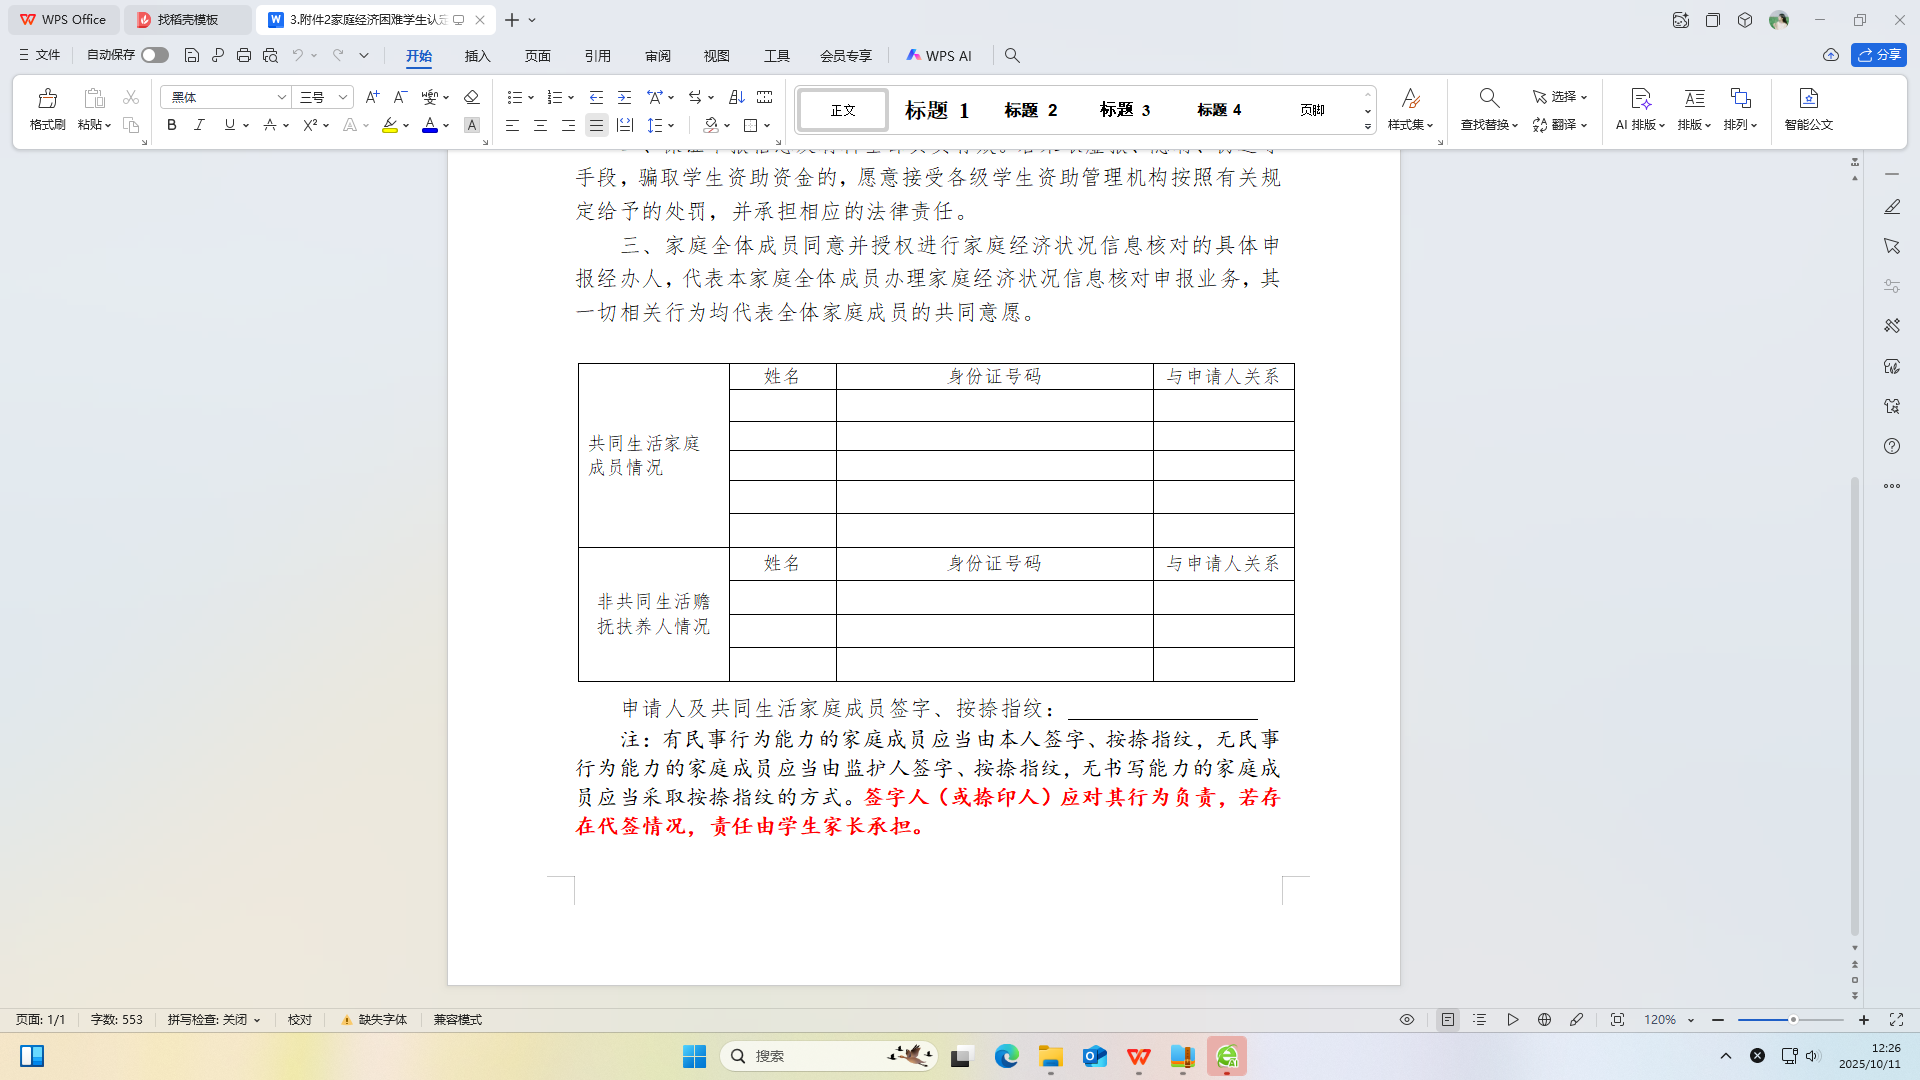 WPS Office
找稻壳模板
3.附件2家庭经济困难学生认定
文件
自动保存
开始
插入
页面
引用
审阅
视图
工具
会员专享
WPS AI
分享
格式刷
粘贴
黑体
三号
正文
标题 1
标题 2
标题 3
标题 4
页脚
样式集
查找替换
选择
翻译
AI 排版
排版
排列
智能公文
手段，骗取学生资助资金的，愿意接受各级学生资助管理机构按照有关规
定给予的处罚，并承担相应的法律责任。
三、家庭全体成员同意并授权进行家庭经济状况信息核对的具体申
报经办人，代表本家庭全体成员办理家庭经济状况信息核对申报业务，其
一切相关行为均代表全体家庭成员的共同意愿。
姓名
身份证号码
与申请人关系
共同生活家庭
成员情况
姓名
身份证号码
与申请人关系
非共同生活赡
抚扶养人情况
申请人及共同生活家庭成员签字、按捺指纹：
注：有民事行为能力的家庭成员应当由本人签字、按捺指纹，无民事
行为能力的家庭成员应当由监护人签字、按捺指纹，无书写能力的家庭成
员应当采取按捺指纹的方式。签字人（或捺印人）应对其行为负责，若存
在代签情况，责任由学生家长承担。
页面: 1/1
字数: 553
拼写检查: 关闭
校对
缺失字体
兼容模式
120%
搜索
12:26
2025/10/11